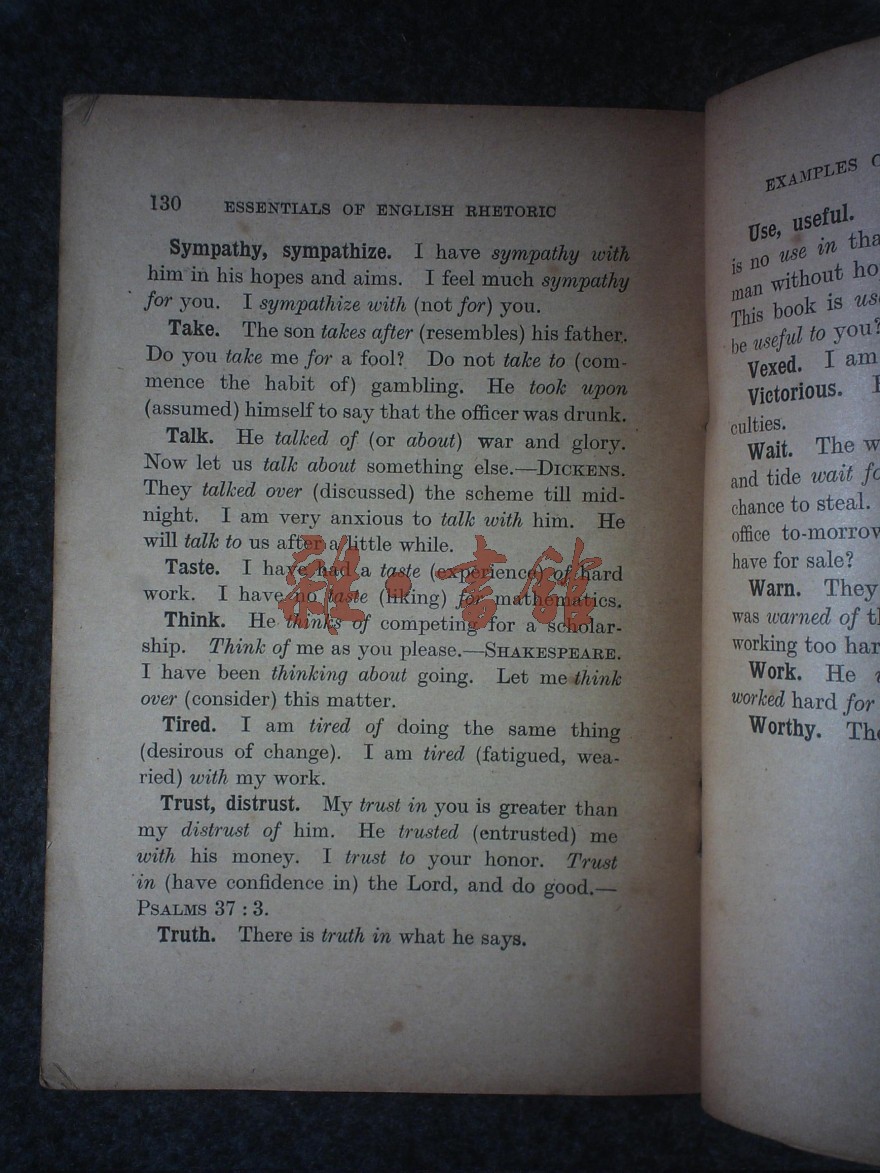 130 ESSENTIALS OF ENGLISH RHETORIC
Sympathy, sympathize. I have sympathy with
him in his hopes and aims. I feel much sympathy
for you. I sympathize with (not for) you.
Take. The son takes after (resembles) his father.
Do you take me for a fool? Do not take to (com-
mence the habit of) gambling. He took upon
(assumed) himself to say that the officer was drunk.
Talk. He talked of (or about) war and glory.
Now let us talk about something else.—DICKENS.
They talked over (discussed) the scheme till mid-
night. I am very anxious to talk with him. He
will talk to us after a little while.
Taste. I have had a taste (experience) of hard
work. I have no taste (liking) for mathematics.
Think. He thinks of competing for a scholar-
ship. Think of me as you please.—SHAKESPEARE.
I have been thinking about going. Let me think
over (consider) this matter.
Tired. I am tired of doing the same thing
(desirous of change). I am tired (fatigued, wea-
ried) with my work.
Trust, distrust. My trust in you is greater than
my distrust of him. He trusted (entrusted) me
with his money. I trust to your honor. Trust
in (have confidence in) the Lord, and do good.—
PSALMS 37 : 3.
Truth. There is truth in what he says.
雜書館
EXAMPLES
Use, useful.
is no use in
man without
This book is
be useful to you?
Vexed. I am
Victorious.
culties.
Wait. The
and tide wait
chance to steal.
office to-morrow
have for sale?
Warn. They
was warned of
working too
Work. He
worked hard for
Worthy.